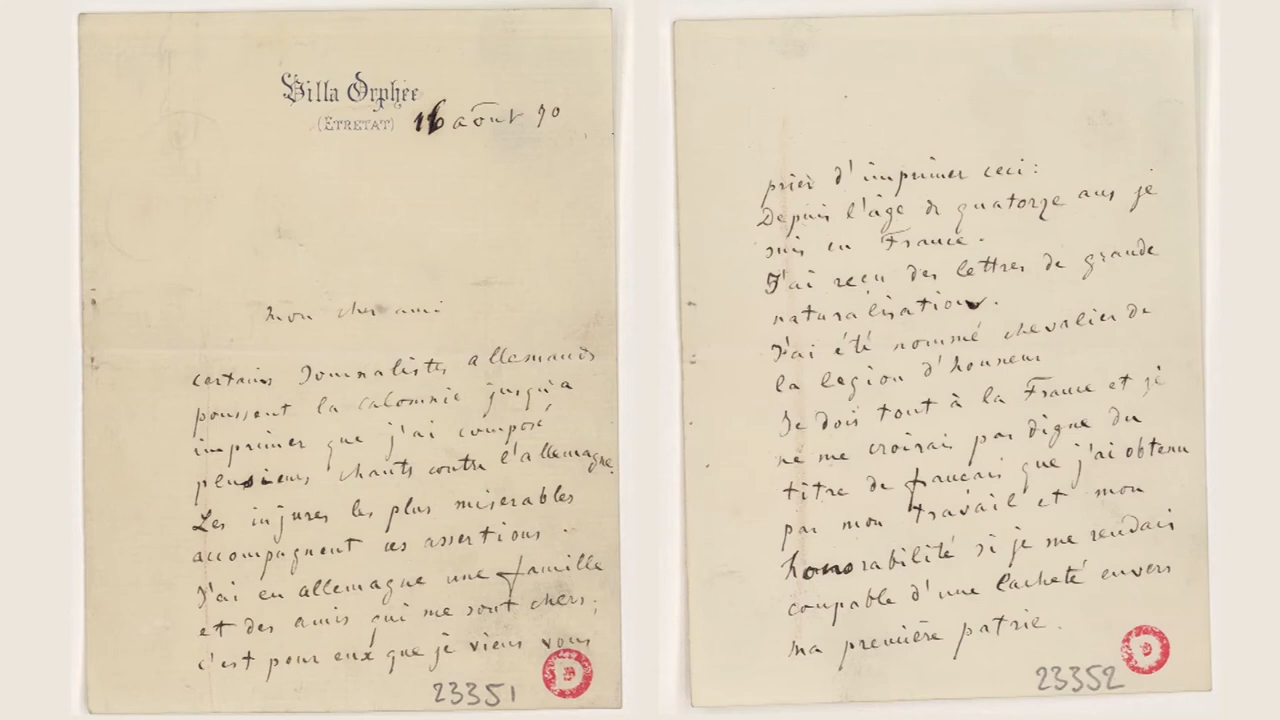 Villa Orphée
(ETRETAT) 16 août 70
Mon cher ami
certains Journalistes allemands
poussent la calomnie jusqu'a
imprimer que j'ai composé
plusieurs chants contre l'allemagne.
Les injures les plus miserables
accompagnent ces assertions.
J'ai en allemagne une famille
et des amis qui me sont chers;
c'est pour eux que je viens vous
23351
prier d'imprimer ceci:
Depuis l'âge de quatorze ans je
suis en France.
J'ai reçu des lettres de grande
naturalisation.
J'ai été nommé chevalier de
la legion d'honneur
Je dois tout à la France et je
ne me croirais pas digne du
titre de français que j'ai obtenu
par mon travail et mon
honorabilité si je me rendais
coupable d'une lacheté envers
ma première patrie.
23352